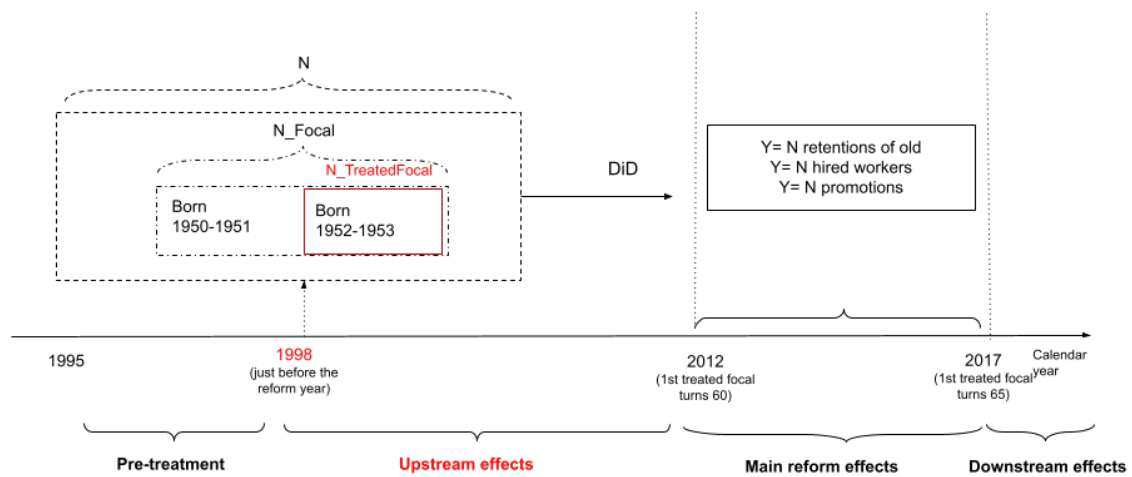 N
N_Focal
N_TreatedFocal
Born
1950-1951
Born
1952-1953
DiD
Y= N retentions of old
Y= N hired workers
Y= N promotions
1995
1998
(just before the
reform year)
2012
(1st treated focal
turns 60)
2017
(1st treated focal
turns 65)
Calendar
year
Pre-treatment
Upstream effects
Main reform effects
Downstream effects